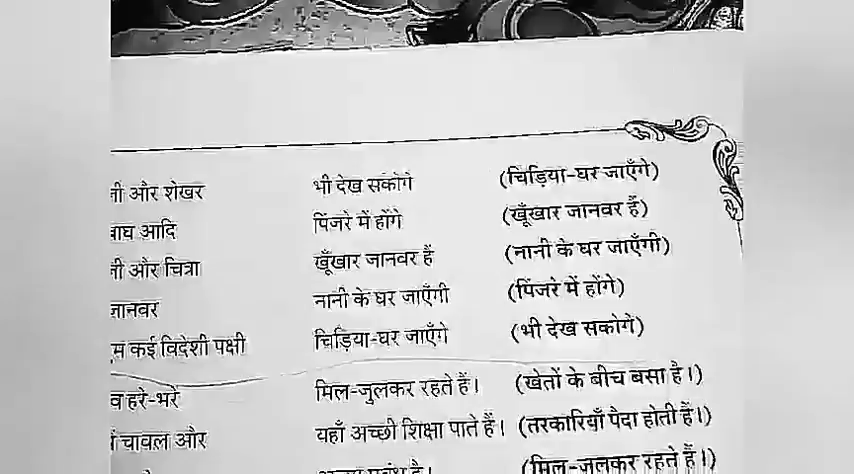 और शेखर भी देख सकोगे (चिड़िया-घर जाएँगे)
बाघ आदि पिंजरे में होंगे (खूँखार जानवर हैं)
और चित्रा खूँखार जानवर हैं (नानी के घर जाएँगी)
जानवर नानी के घर जाएँगी (पिंजरे में होंगे)
कई विदेशी पक्षी चिड़िया-घर जाएँगे (भी देख सकोगे)
हरे-भरे मिल-जुलकर रहते हैं। (खेतों के बीच बसा है।)
चावल और यहाँ अच्छी शिक्षा पाते हैं। (तरकारियाँ पैदा होती हैं।)
(मिल-जुलकर रहते हैं।)